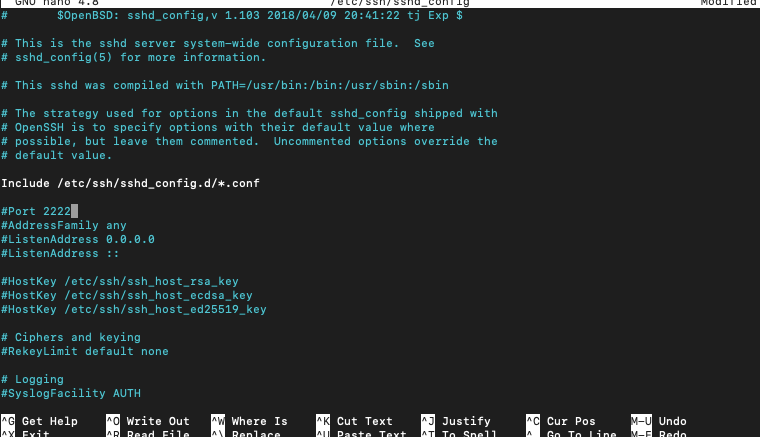 GNU nano 4.8 /etc/ssh/sshd_config Modified
#       $OpenBSD: sshd_config,v 1.103 2018/04/09 20:41:22 tj Exp $
# This is the sshd server system-wide configuration file.  See
# sshd_config(5) for more information.
# This sshd was compiled with PATH=/usr/bin:/bin:/usr/sbin:/sbin
# The strategy used for options in the default sshd_config shipped with
# OpenSSH is to specify options with their default value where
# possible, but leave them commented.  Uncommented options override the
# default value.
Include /etc/ssh/sshd_config.d/*.conf
#Port 2222
#AddressFamily any
#ListenAddress 0.0.0.0
#ListenAddress ::
#HostKey /etc/ssh/ssh_host_rsa_key
#HostKey /etc/ssh/ssh_host_ecdsa_key
#HostKey /etc/ssh/ssh_host_ed25519_key
# Ciphers and keying
#RekeyLimit default none
# Logging
#SyslogFacility AUTH
^G Get Help ^O Write Out ^W Where Is ^K Cut Text ^J Justify ^C Cur Pos M-U Undo
^X Exit ^R Read File ^\ Replace ^U Paste Text ^T To Spell ^_ Go To Line M-E Redo